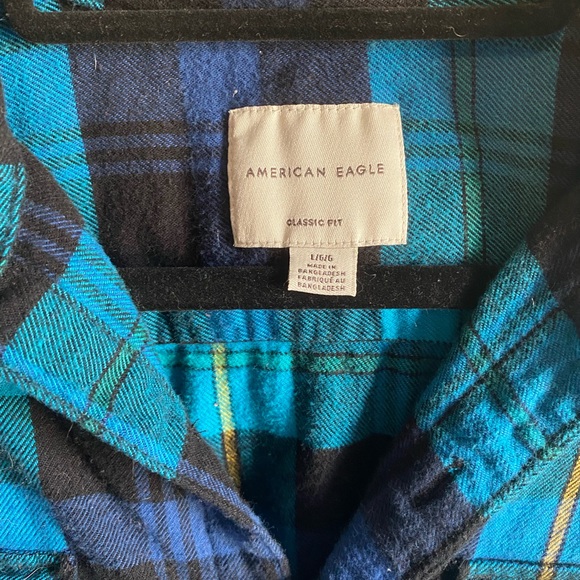 AMERICAN EAGLE
CLASSIC FIT
L/G/G
MADE IN
BANGLADESH
FABRIQUÉ AU
BANGLADESH